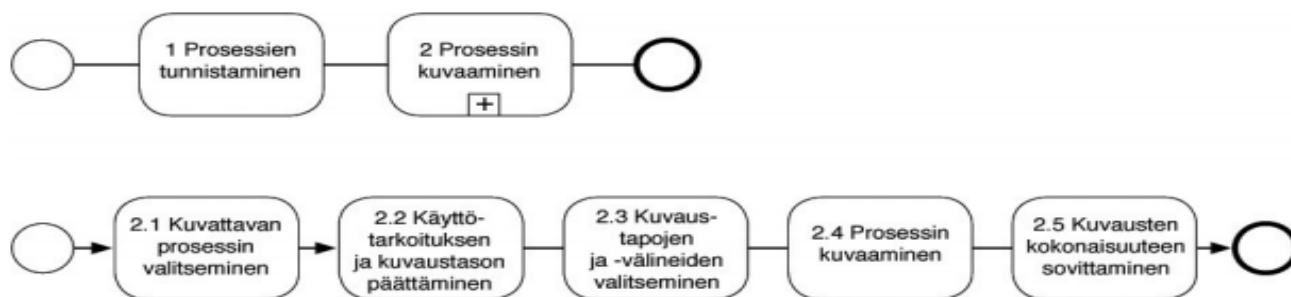 1 Prosessien
tunnistaminen
2 Prosessin
kuvaaminen
+
2.1 Kuvattavan
prosessin
valitseminen
2.2 Käyttö-
tarkoituksen
ja kuvaustason
päättäminen
2.3 Kuvaus-
tapojen
ja -välineiden
valitseminen
2.4 Prosessin
kuvaaminen
2.5 Kuvausten
kokonaisuuteen
sovittaminen